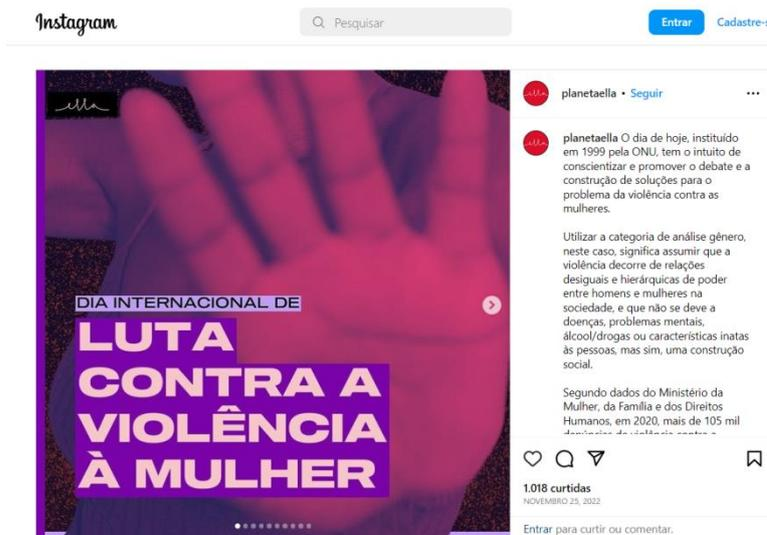 Instagram
Pesquisar
Entrar
ella
DIA INTERNACIONAL DE
LUTA
CONTRA A
VIOLÊNCIA
À MULHER
planetaella • Seguir
planetaella O dia de hoje, instituído
em 1999 pela ONU, tem o intuito de
conscientizar e promover o debate e a
construção de soluções para o
problema da violência contra as
mulheres.
Utilizar a categoria de análise gênero,
neste caso, significa assumir que a
violência decorre de relações
desiguais e hierárquicas de poder
entre homens e mulheres na
sociedade, e que não se deve a
doenças, problemas mentais,
álcool/drogas ou características inatas
às pessoas, mas sim, uma construção
social.
Segundo dados do Ministério da
Mulher, da Família e dos Direitos
Humanos, em 2020, mais de 105 mil
1.018 curtidas
NOVEMBRO 25, 2022
Entrar para curtir ou comentar.